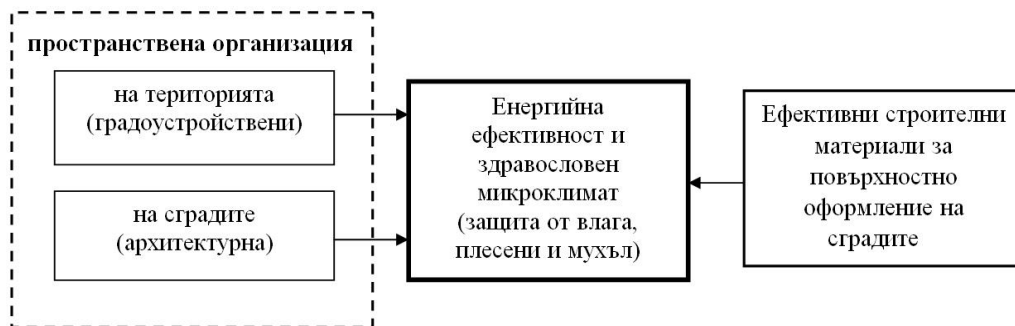 пространствена организация
на територията
(градоустройствени)
на сградите
(архитектурна)
Енергийна
ефективност и
здравословен
микроклимат
(защита от влага,
плесени и мухъл)
Ефективни строителни
материали за
повърхностно
оформление на
сградите